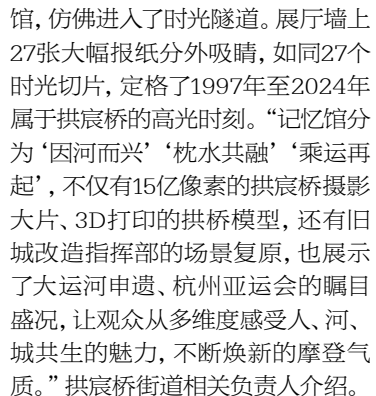 馆，仿佛进入了时光隧道。展厅墙上
27张大幅报纸分外吸睛，如同27个
时光切片，定格了1997年至2024年
属于拱宸桥的高光时刻。“记忆馆分
为‘因河而兴’‘枕水共融’‘乘运再
起’，不仅有15亿像素的拱宸桥摄影
大片、3D打印的拱桥模型，还有旧
城改造指挥部的场景复原，也展示
了大运河申遗、杭州亚运会的瞩目
盛况，让观众从多维度感受人、河、
城共生的魅力，不断焕新的摩登气
质。”拱宸桥街道相关负责人介绍。